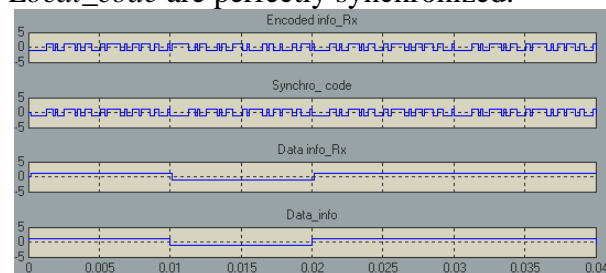 Local_code are perfectly synchronized.
Encoded info_Rx
5
0
-5
Synchro_ code
5
0
-5
Data info_Rx
5
0
-5
Data_info
5
0
-5
0 0.005 0.01 0.015 0.02 0.025 0.03 0.035 0.04